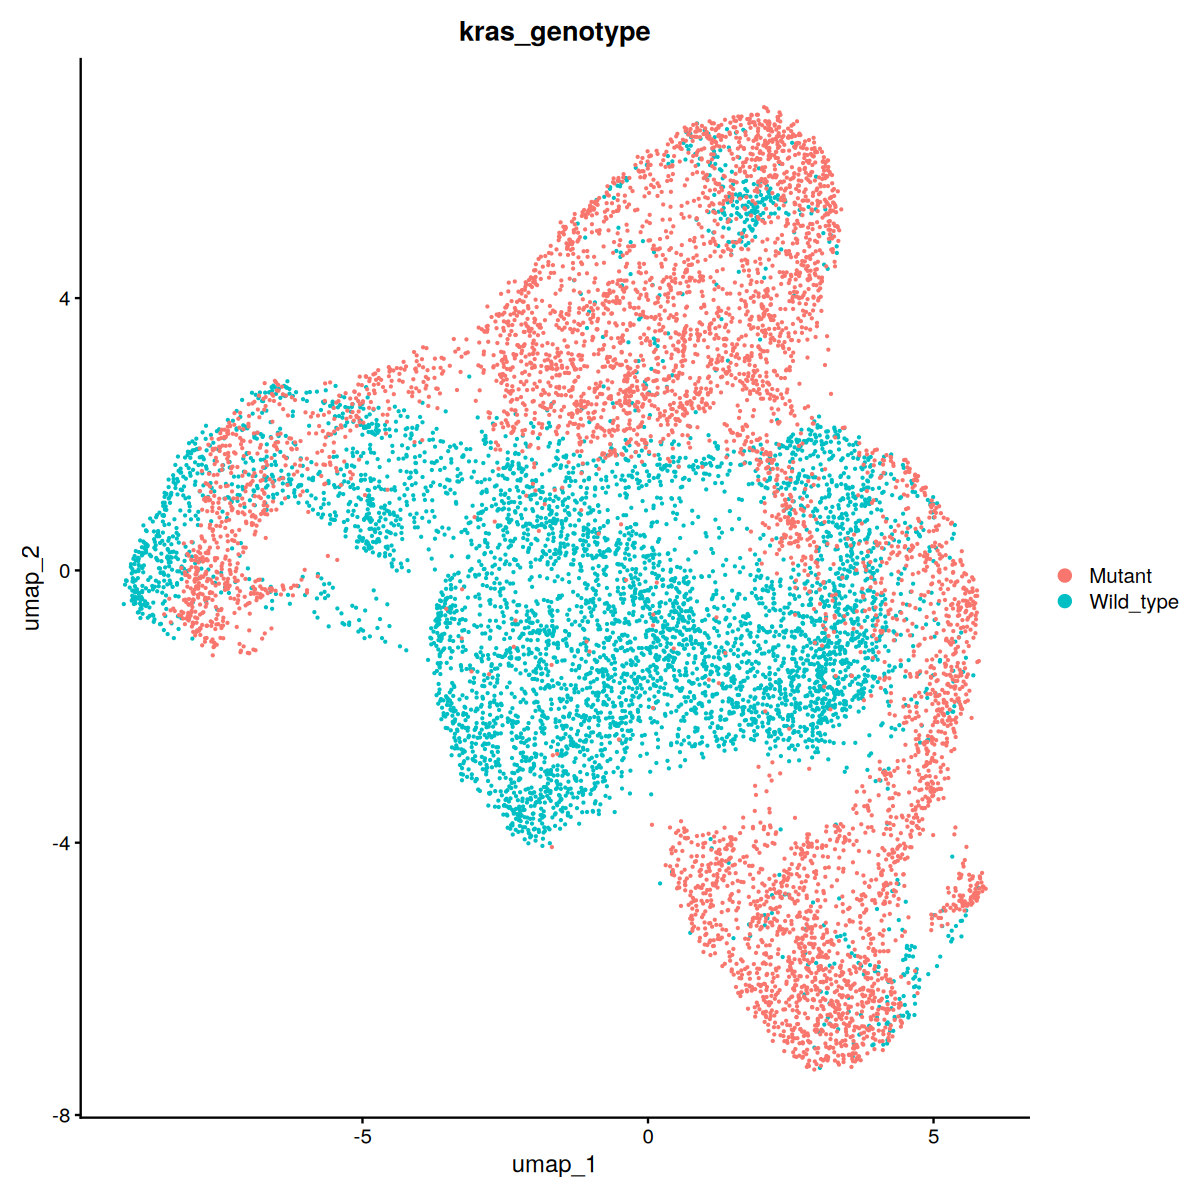 kras_genotype
4
0
-4
-8
-5
0
5
umap_2
umap_1
Mutant
Wild_type